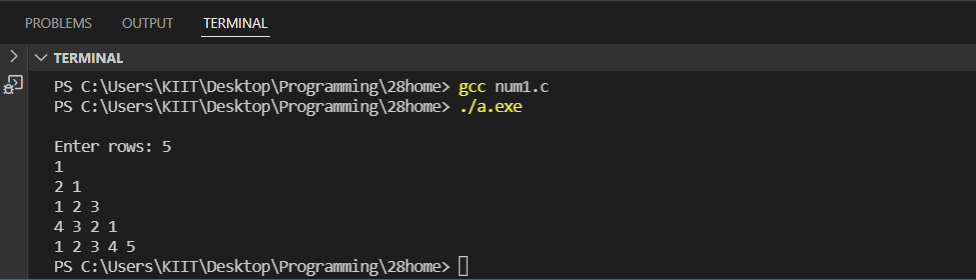 PROBLEMS OUTPUT TERMINAL
TERMINAL
PS C:\Users\KIIT\Desktop\Programming\28home> gcc num1.c
PS C:\Users\KIIT\Desktop\Programming\28home> ./a.exe
Enter rows: 5
1
2 1
1 2 3
4 3 2 1
1 2 3 4 5
PS C:\Users\KIIT\Desktop\Programming\28home>